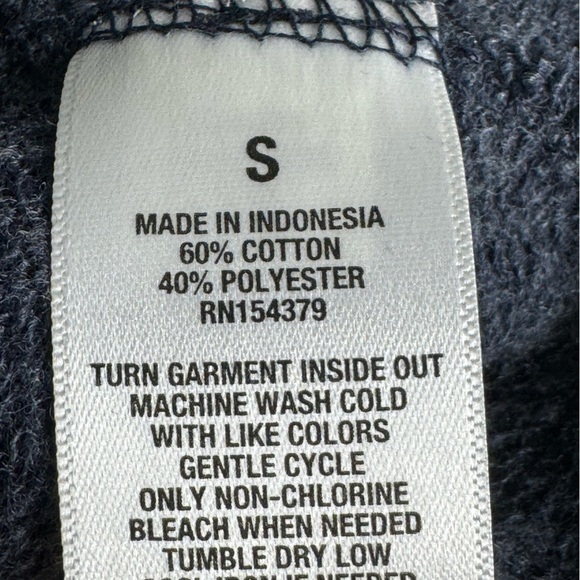 S
MADE IN INDONESIA
60% COTTON
40% POLYESTER
RN154379
TURN GARMENT INSIDE OUT
MACHINE WASH COLD
WITH LIKE COLORS
GENTLE CYCLE
ONLY NON-CHLORINE
BLEACH WHEN NEEDED
TUMBLE DRY LOW
NEEDED